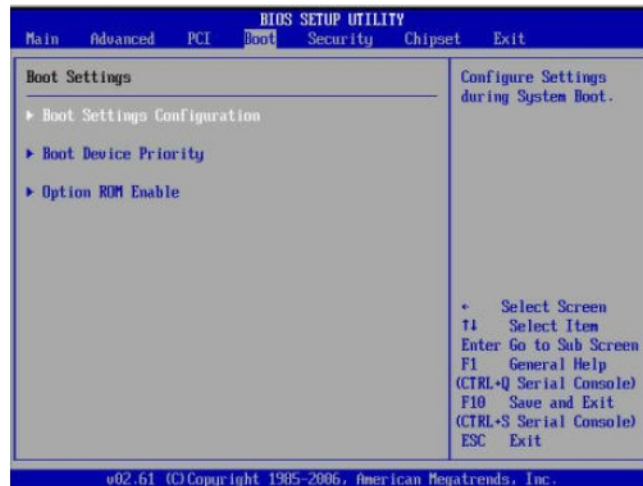 BIOS SETUP UTILITY
Main Advanced PCI Boot Security Chipset Exit
Boot Settings
▶ Boot Settings Configuration
▶ Boot Device Priority
▶ Option ROM Enable
Configure Settings
during System Boot.
← Select Screen
↑↓ Select Item
Enter Go to Sub Screen
F1 General Help
(CTRL+Q Serial Console)
F10 Save and Exit
(CTRL+S Serial Console)
ESC Exit
v02.61 (C)Copyright 1985-2006, American Megatrends, Inc.